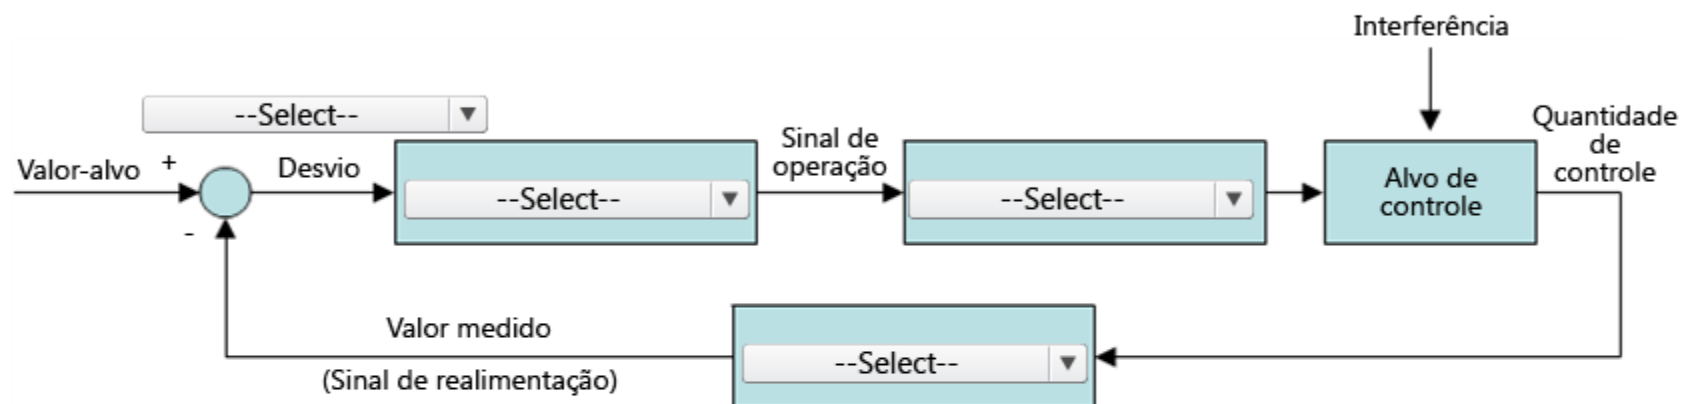 Interferência
--Select--
Quantidade
de
controle
Valor-alvo
+
Desvio
--Select--
Sinal de
operação
--Select--
Alvo de
controle
-
Valor medido
(Sinal de realimentação)
--Select--